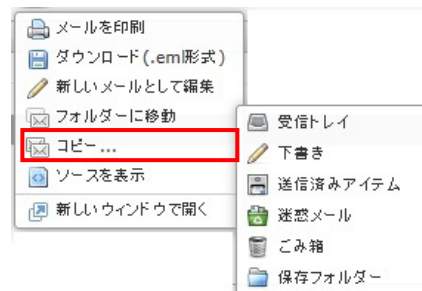 メールを印刷
ダウンロード(.eml形式)
新しいメールとして編集
フォルダーに移動
コピー...
ソースを表示
新しいウィンドウで開く
受信トレイ
下書き
送信済みアイテム
迷惑メール
ごみ箱
保存フォルダー